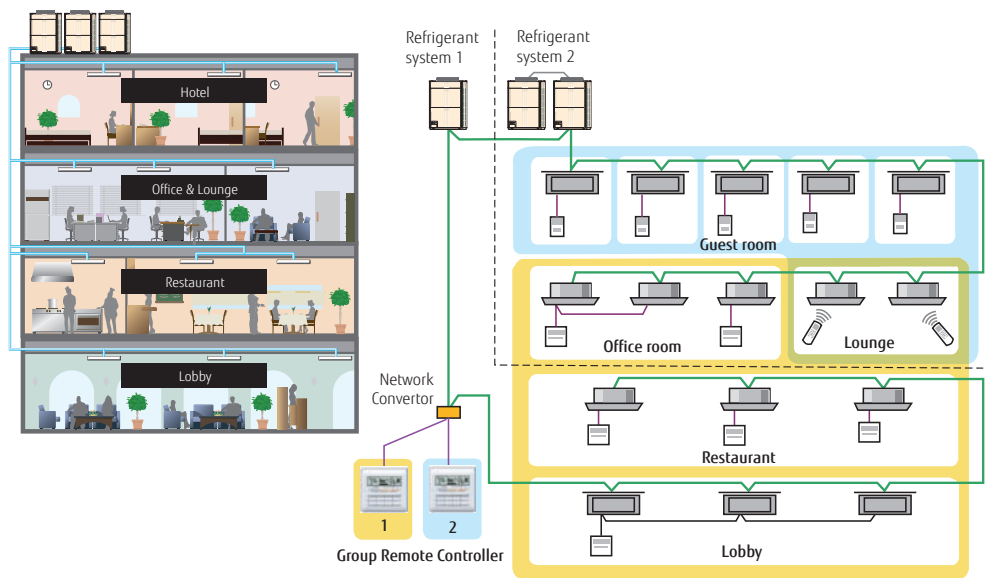 Hotel
Office & Lounge
Restaurant
Lobby
Refrigerant
system 1
Refrigerant
system 2
Guest room
Office room
Lounge
Restaurant
Lobby
Network
Convertor
1
2
Group Remote Controller